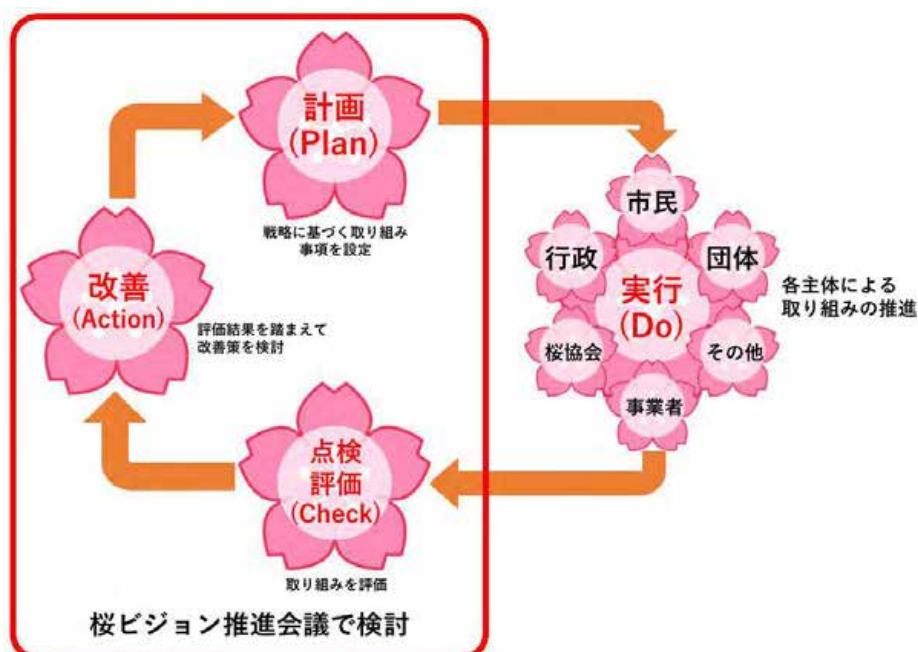 計画
(Plan)
戦略に基づく取り組み
事項を設定
市民
行政
団体
実行
(Do)
桜協会
その他
事業者
各主体による
取り組みの推進
改善
(Action)
評価結果を踏まえて
改善策を検討
点検
評価
(Check)
取り組みを評価
桜ビジョン推進会議で検討